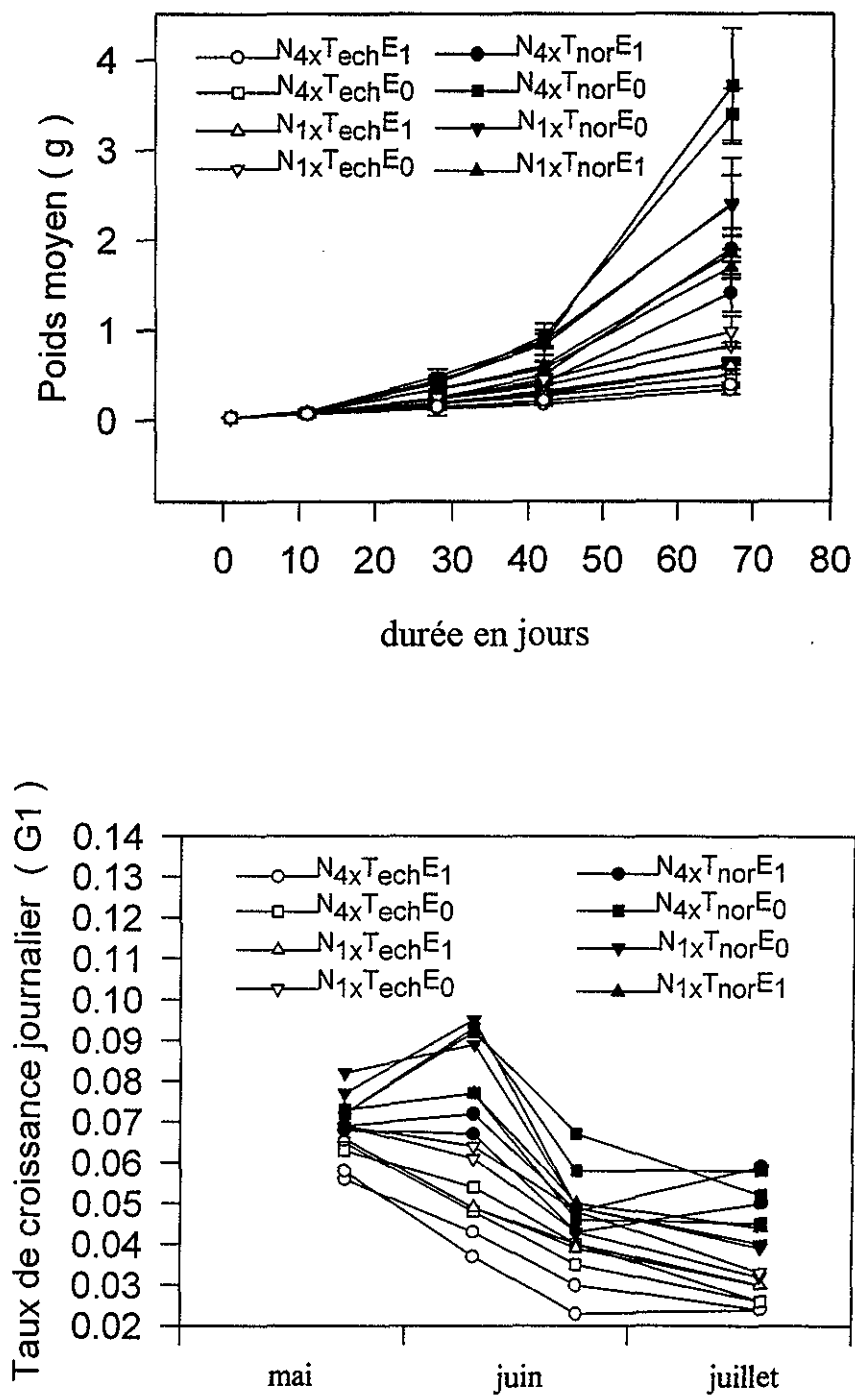 Poids moyen ( g )
4
3
2
1
0
N4xTechE1
N4xTechE0
N1xTechE1
N1xTechE0
N4xTnorE1
N4xTnorE0
N1xTnorE0
N1xTnorE1
0 10 20 30 40 50 60 70 80
durée en jours
Taux de croissance journalier ( G1 )
0.14
0.13
0.12
0.11
0.10
0.09
0.08
0.07
0.06
0.05
0.04
0.03
0.02
N4xTechE1
N4xTechE0
N1xTechE1
N1xTechE0
N4xTnorE1
N4xTnorE0
N1xTnorE0
N1xTnorE1
mai juin juillet